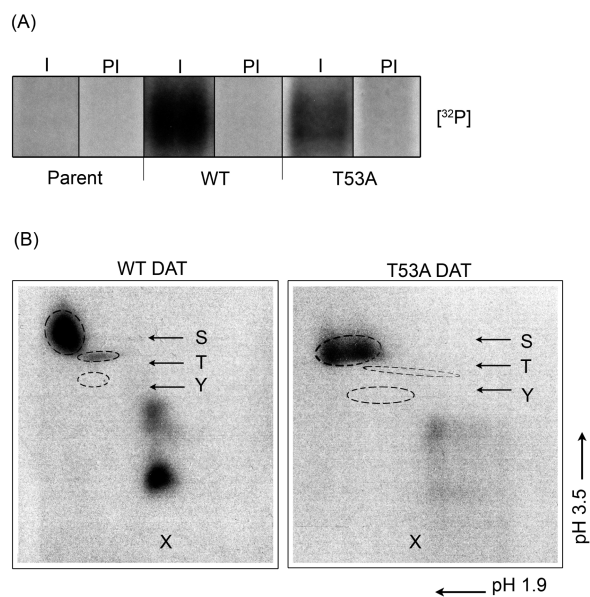 (A)
I PI I PI I PI
[³²P]
Parent WT T53A
(B)
WT DAT T53A DAT
S S
T T
Y Y
X X
pH 3.5
pH 1.9